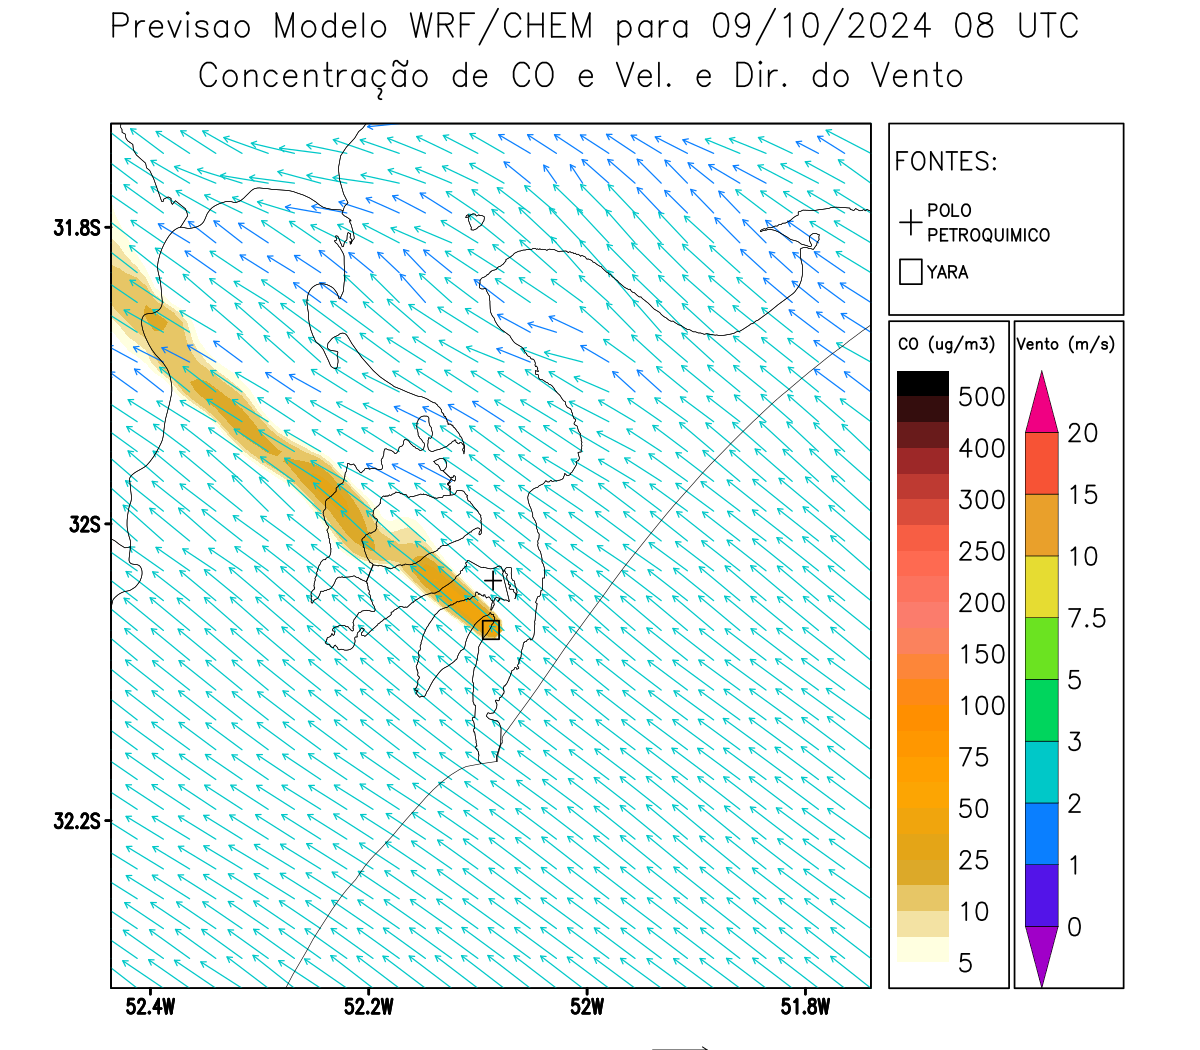 Previsao Modelo WRF/CHEM para 09/10/2024 08 UTC
Concentração de CO e Vel. e Dir. do Vento
FONTES:
POLO
PETROQUIMICO
YARA
31.8S
32S
32.2S
52.4W
52.2W
52W
51.8W
CO (ug/m3)
500
400
300
250
200
150
100
75
50
25
10
5
Vento (m/s)
20
15
10
7.5
5
3
2
1
0